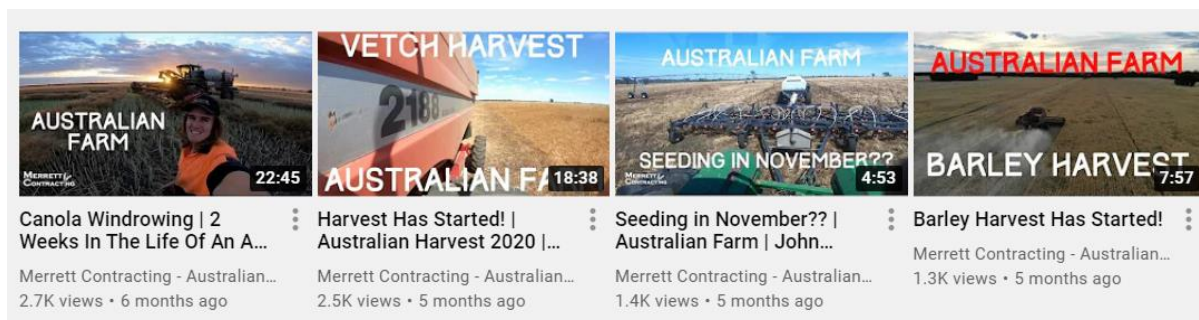 AUSTRALIAN
FARM
MERRETT
CONTRACTING
22:45
Canola Windrowing | 2
Weeks In The Life Of An A...
Merrett Contracting - Australian...
2.7K views • 6 months ago
VETCH HARVEST
2188
AUSTRALIAN FA
18:38
Harvest Has Started! |
Australian Harvest 2020 |...
Merrett Contracting - Australian...
2.5K views • 5 months ago
AUSTRALIAN FARM
SEEDING IN NOVEMBER??
MERRETT
CONTRACTING
4:53
Seeding in November?? |
Australian Farm | John...
Merrett Contracting - Australian...
1.4K views • 5 months ago
AUSTRALIAN FARM
BARLEY HARVEST
7:57
Barley Harvest Has Started!
Merrett Contracting - Australian...
1.3K views • 5 months ago